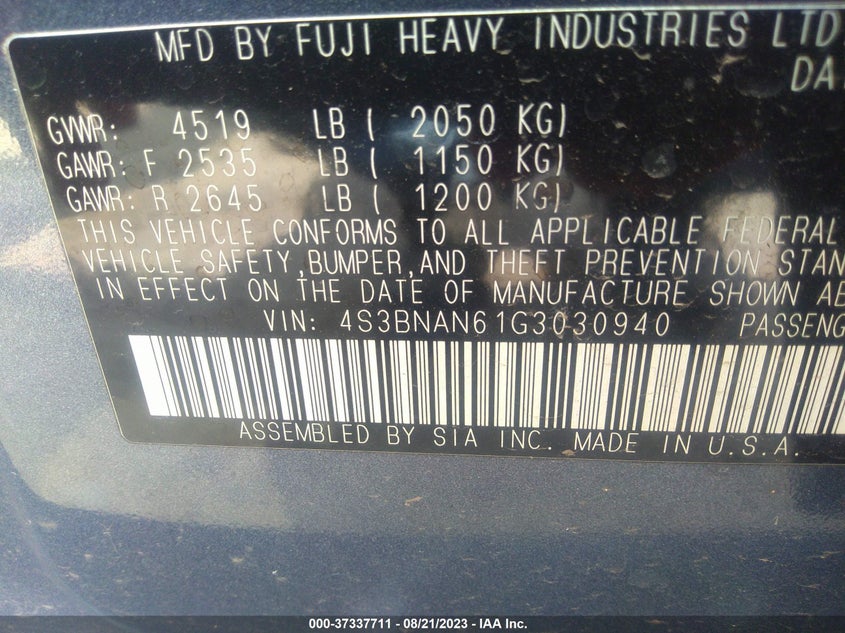 MFD BY FUJI HEAVY INDUSTRIES LTD.
GVWR: 4519 LB ( 2050 KG)
GAWR: F 2535 LB ( 1150 KG)
GAWR: R 2645 LB ( 1200 KG)
THIS VEHICLE CONFORMS TO ALL APPLICABLE FEDERAL
VEHICLE SAFETY,BUMPER,AND THEFT PREVENTION STAN
IN EFFECT ON THE DATE OF MANUFACTURE SHOWN AB
VIN: 4S3BNAN61G3030940 PASSENG
ASSEMBLED BY SIA INC. MADE IN U.S.A.
000-37337711 - 08/21/2023 - IAA Inc.